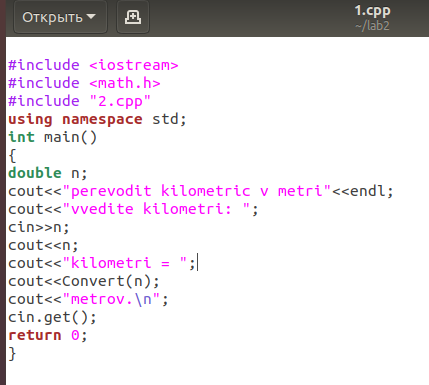 Открыть
1.cpp
~/lab2
#include <iostream>
#include <math.h>
#include "2.cpp"
using namespace std;
int main()
{
double n;
cout<<"perevodit kilometric v metri"<<endl;
cout<<"vvedite kilometri: ";
cin>>n;
cout<<n;
cout<<"kilometri = ";
cout<<Convert(n);
cout<<"metrov.\n";
cin.get();
return 0;
}